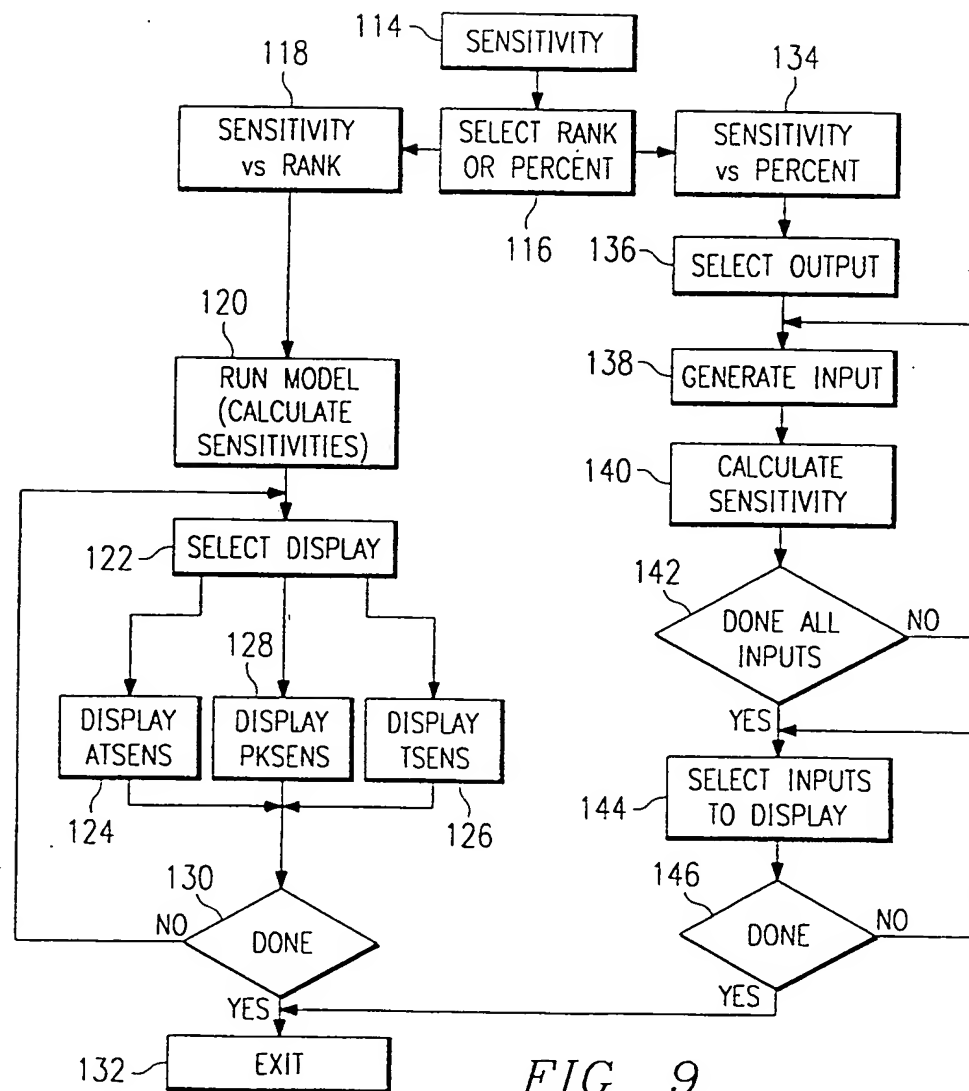 114
SENSITIVITY
118
SENSITIVITY
vs RANK
SELECT RANK
OR PERCENT
116
134
SENSITIVITY
vs PERCENT
136
SELECT OUTPUT
120
RUN MODEL
(CALCULATE
SENSITIVITIES)
138
GENERATE INPUT
140
CALCULATE
SENSITIVITY
122
SELECT DISPLAY
142
DONE ALL
INPUTS
NO
YES
128
DISPLAY
ATSENS
124
DISPLAY
PKSENS
DISPLAY
TSENS
126
144
SELECT INPUTS
TO DISPLAY
130
NO
DONE
YES
146
DONE
NO
YES
132
EXIT
FIG. 9